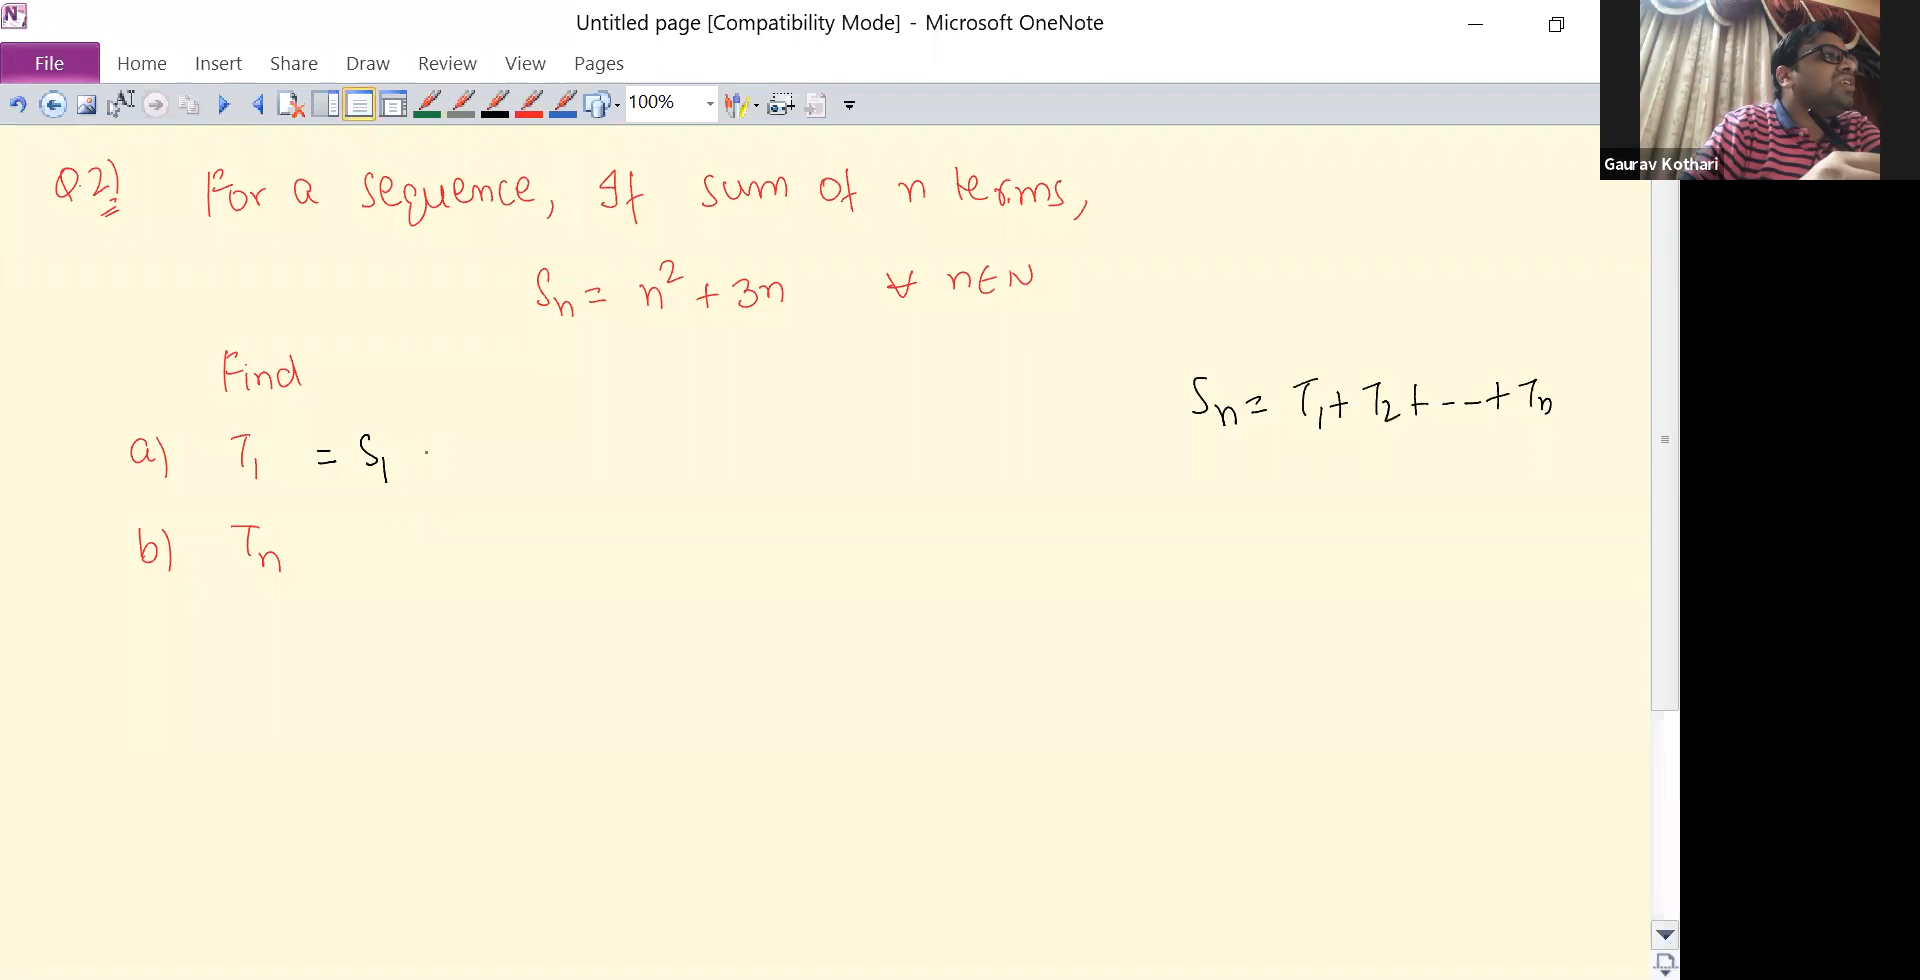 Untitled page [Compatibility Mode] - Microsoft OneNote
File Home Insert Share Draw Review View Pages
100%
Gaurav Kothari
Q.2) For a sequence, If sum of n terms,
Sn = n² + 3n ∀ n∈N
Find
Sn = T1 + T2 + --- + Tn
a) T1 = S1
b) Tn